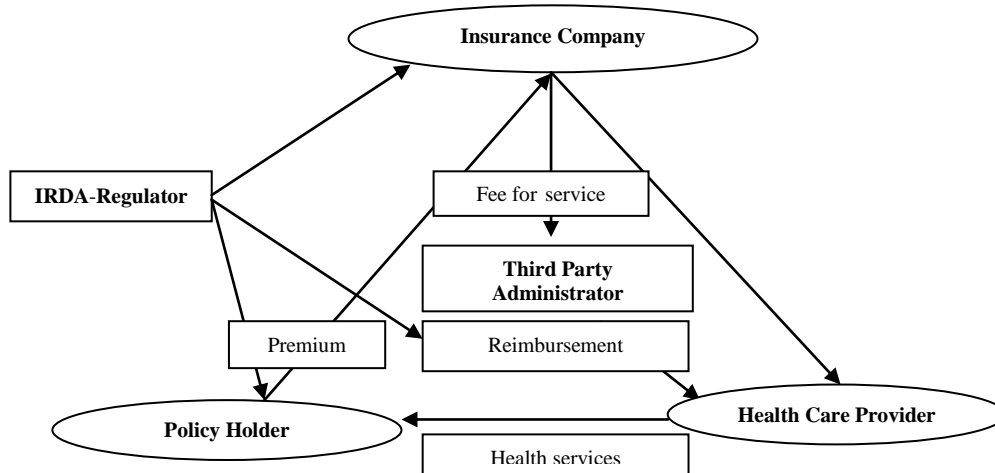 Insurance Company
IRDA-Regulator
Fee for service
Third Party
Administrator
Premium
Reimbursement
Policy Holder
Health Care Provider
Health services